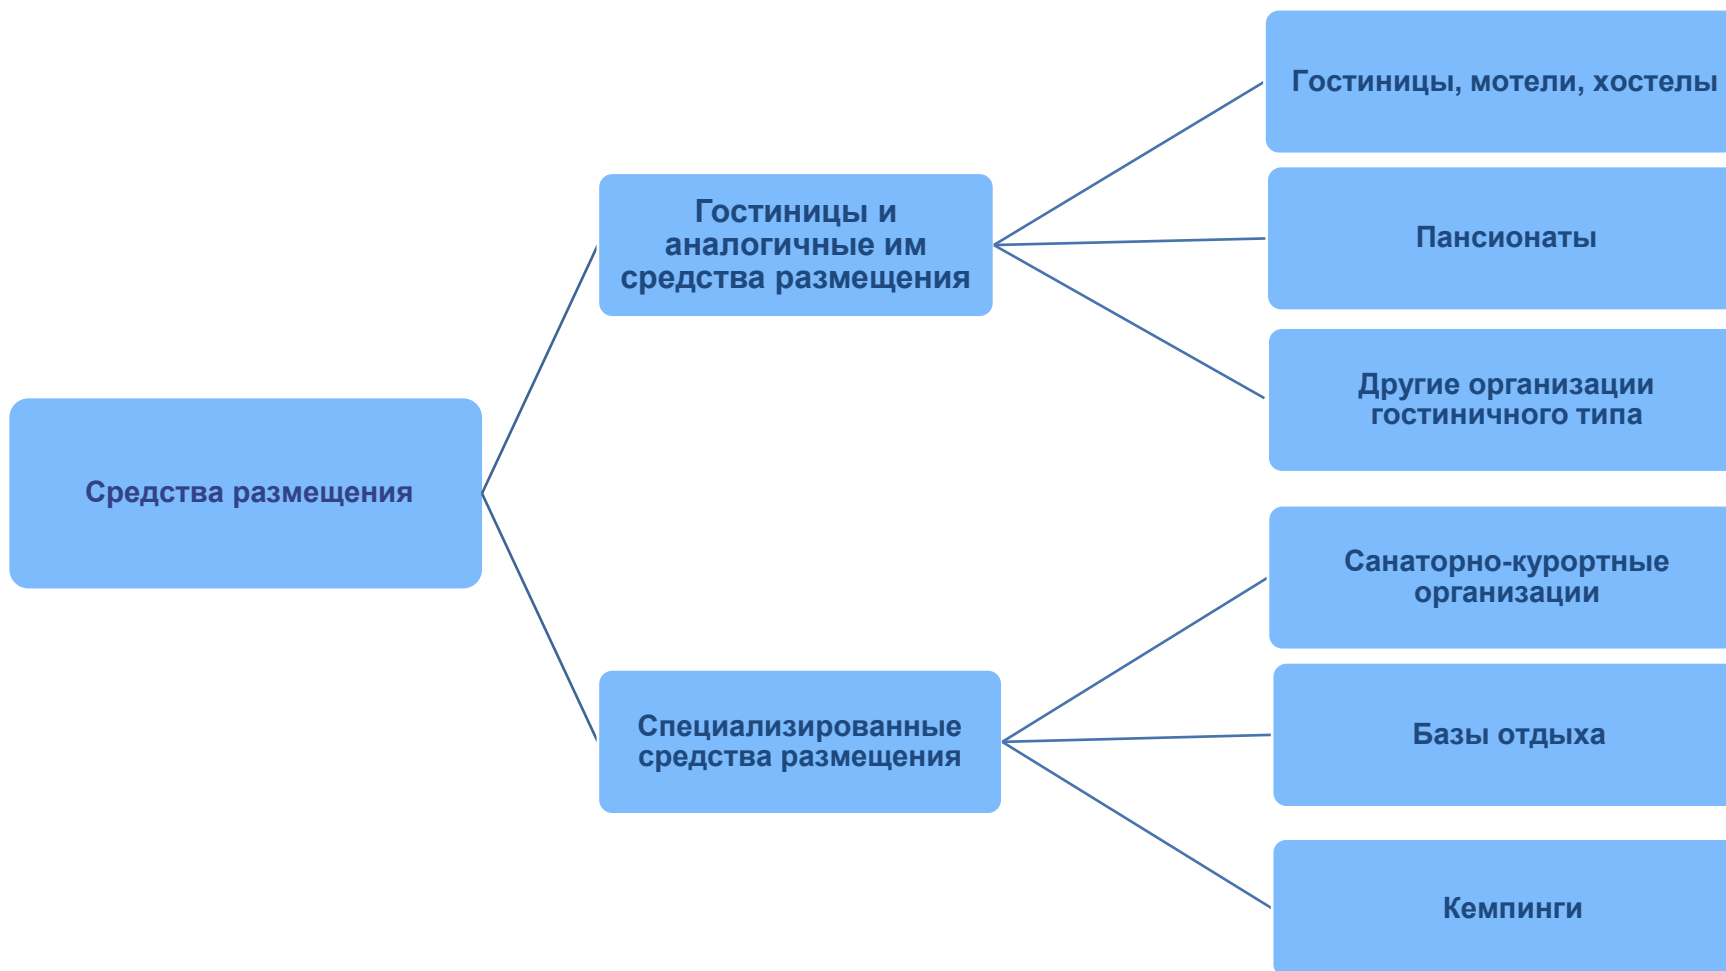 Гостиницы, мотели, хостелы
Гостиницы и
аналогичные им
средства размещения
Пансионаты
Другие организации
гостиничного типа
Средства размещения
Санаторно-курортные
организации
Специализированные
средства размещения
Базы отдыха
Кемпинги